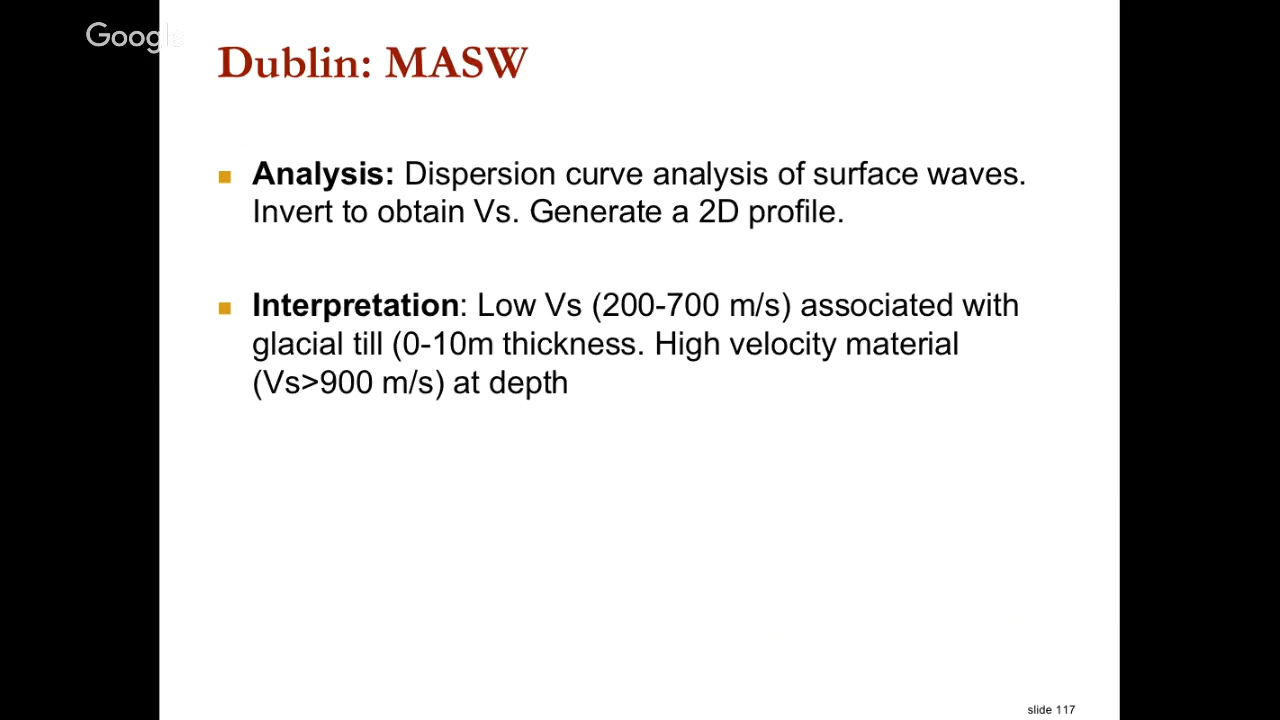 Google
Dublin: MASW
Analysis: Dispersion curve analysis of surface waves.
Invert to obtain Vs. Generate a 2D profile.
Interpretation: Low Vs (200-700 m/s) associated with
glacial till (0-10m thickness. High velocity material
(Vs>900 m/s) at depth
slide 117